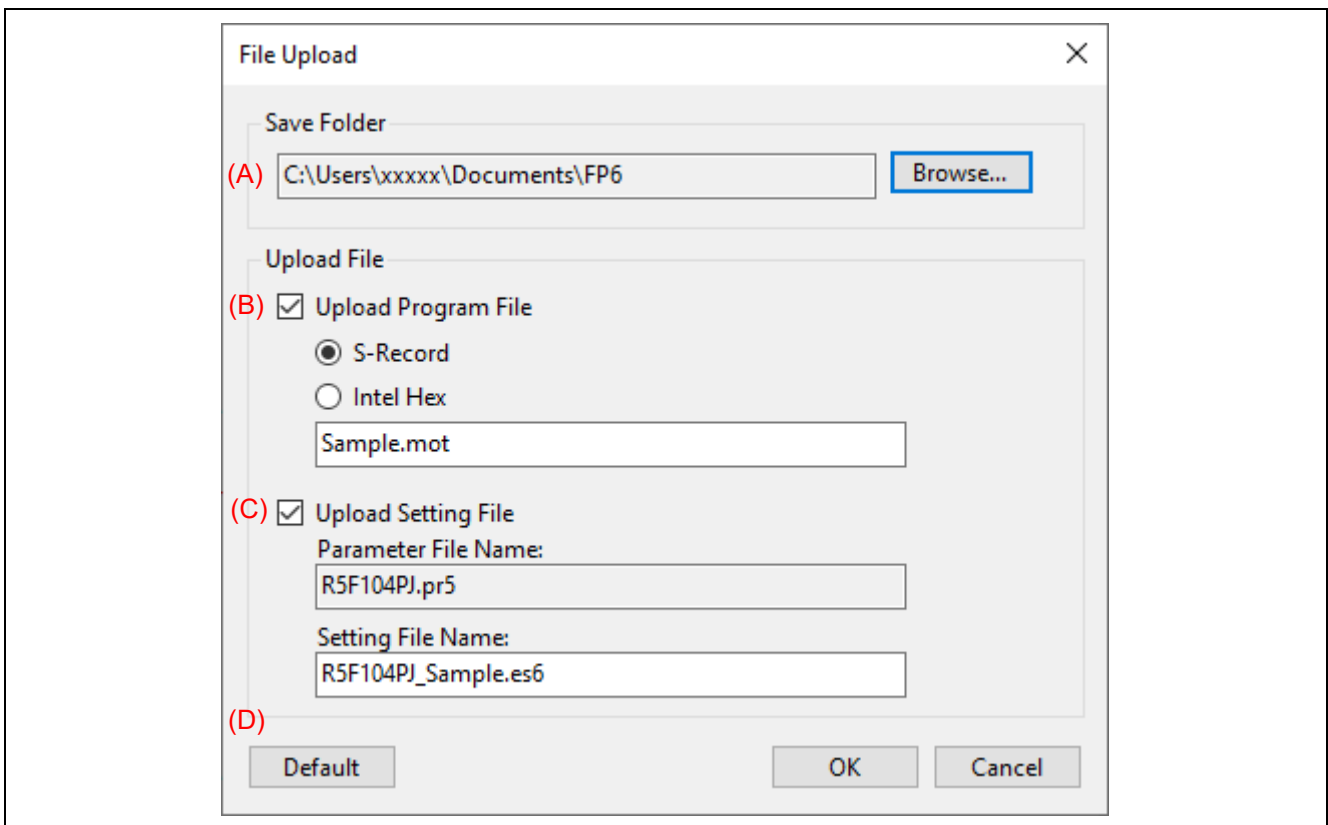 File Upload
Save Folder
(A) C:\Users\xxxxx\Documents\FP6 Browse...
Upload File
(B) Upload Program File
S-Record
Intel Hex
Sample.mot
(C) Upload Setting File
Parameter File Name:
R5F104PJ.pr5
Setting File Name:
R5F104PJ_Sample.es6
(D)
Default OK Cancel